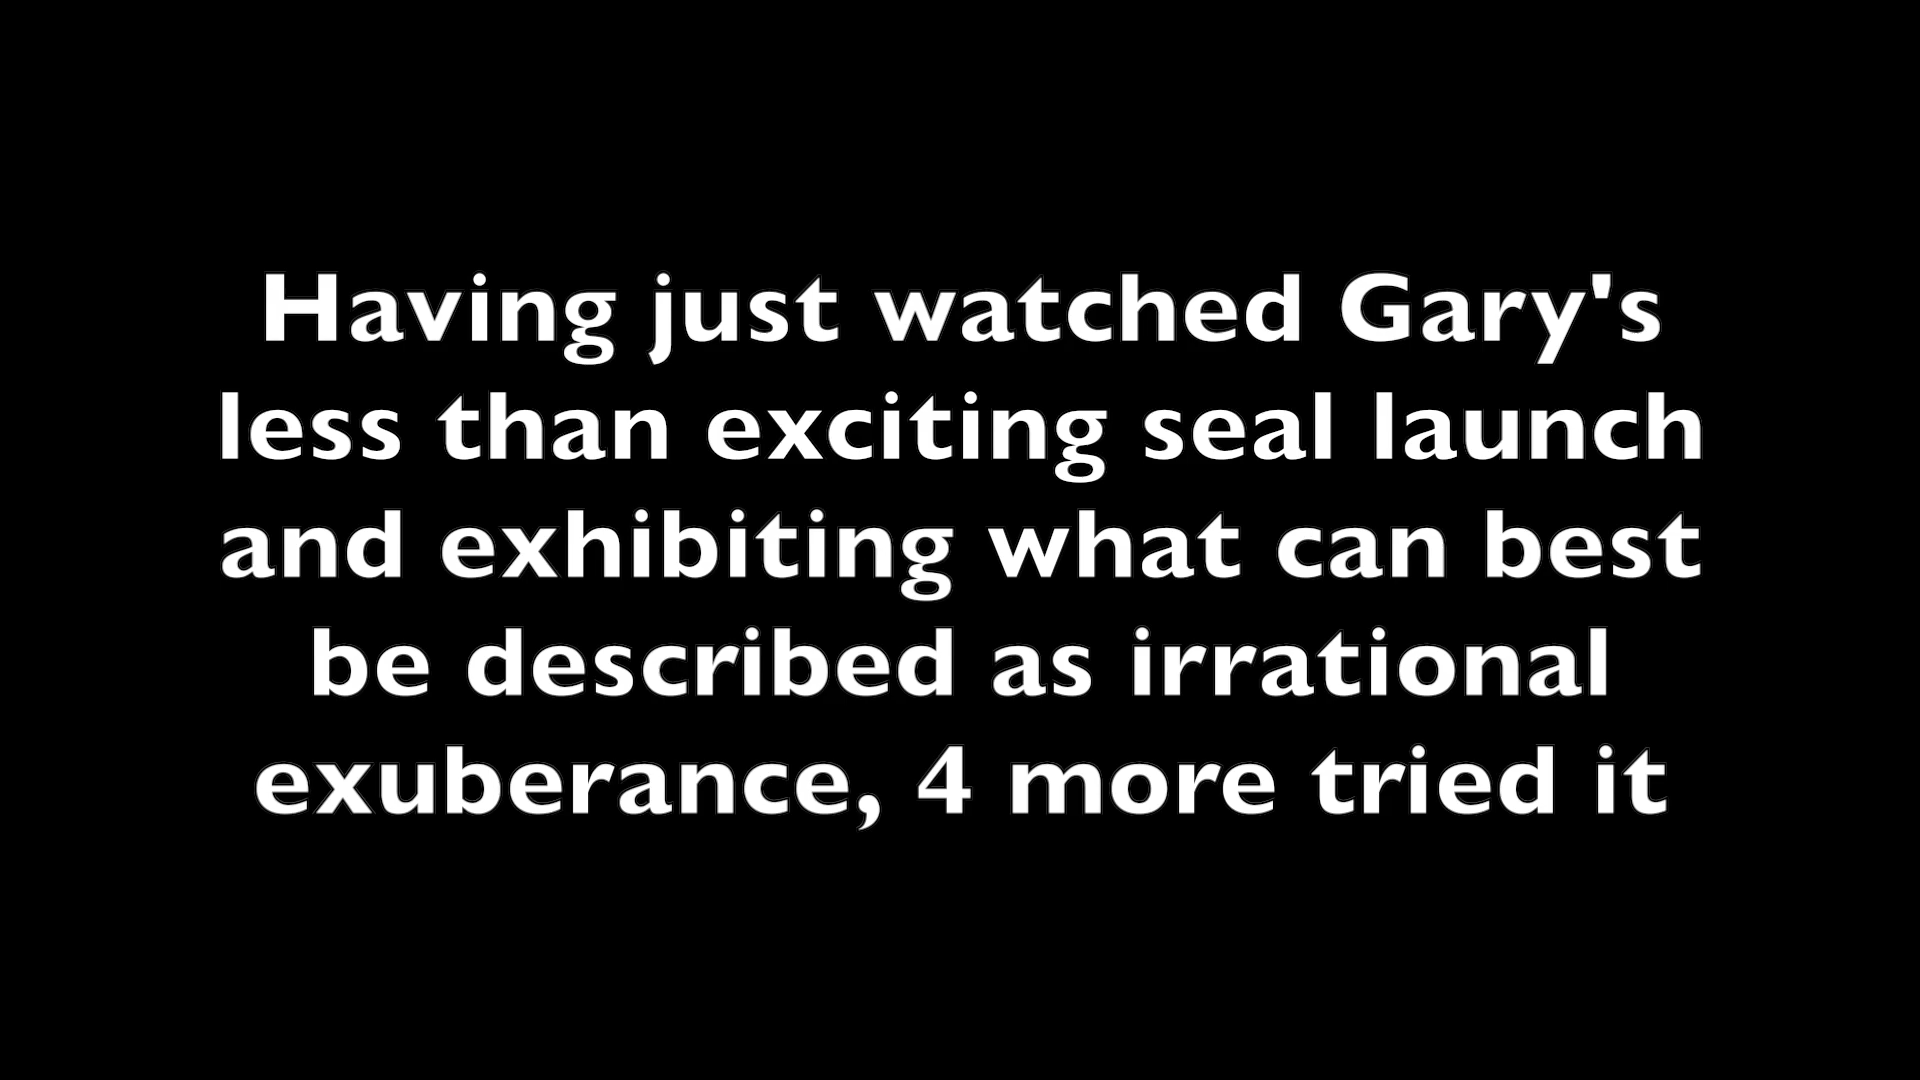 Having just watched Gary's
less than exciting seal launch
and exhibiting what can best
be described as irrational
exuberance, 4 more tried it